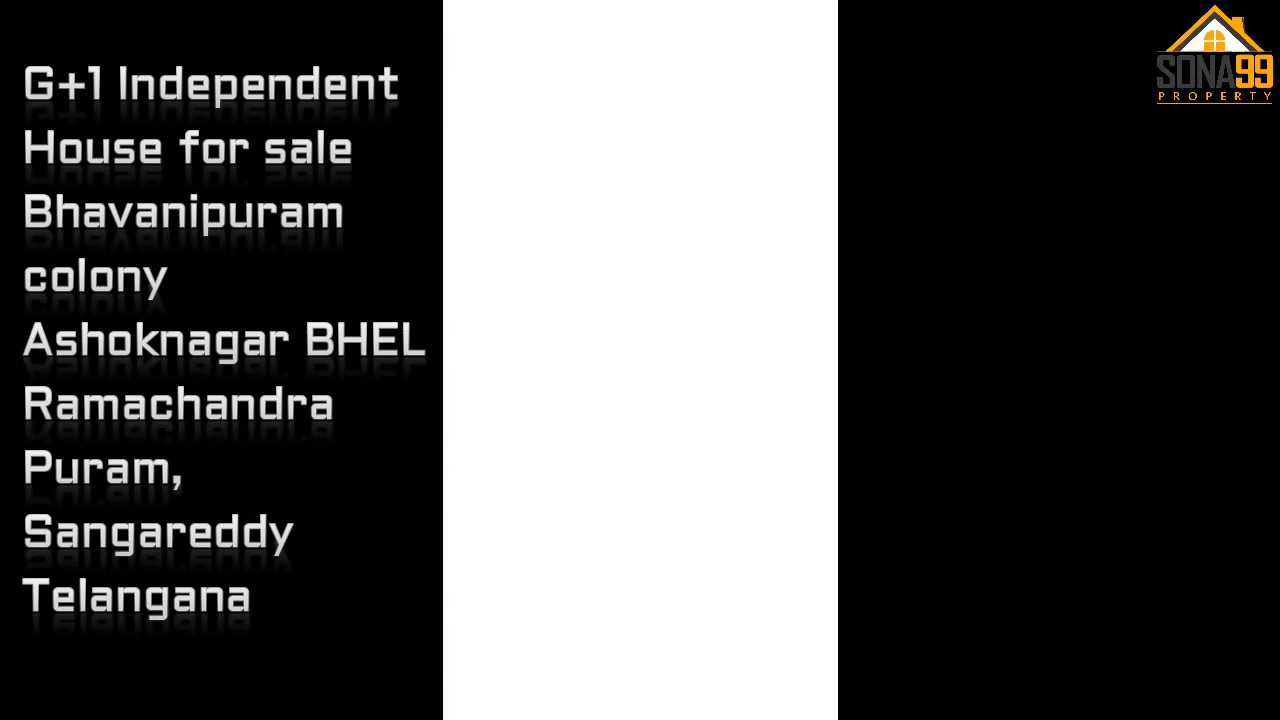 G+1 Independent
House for sale
Bhavanipuram
colony
Ashoknagar BHEL
Ramachandra
Puram,
Sangareddy
Telangana
SONA99
PROPERTY